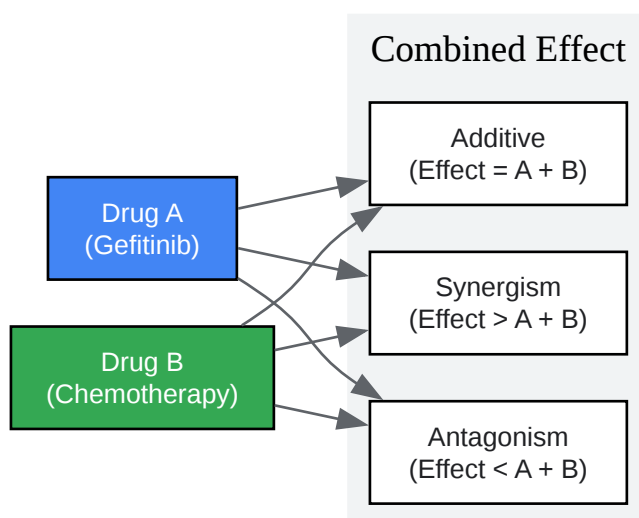 Combined Effect
Additive
(Effect = A + B)
Drug A
(Gefitinib)
Synergism
(Effect > A + B)
Drug B
(Chemotherapy)
Antagonism
(Effect < A + B)